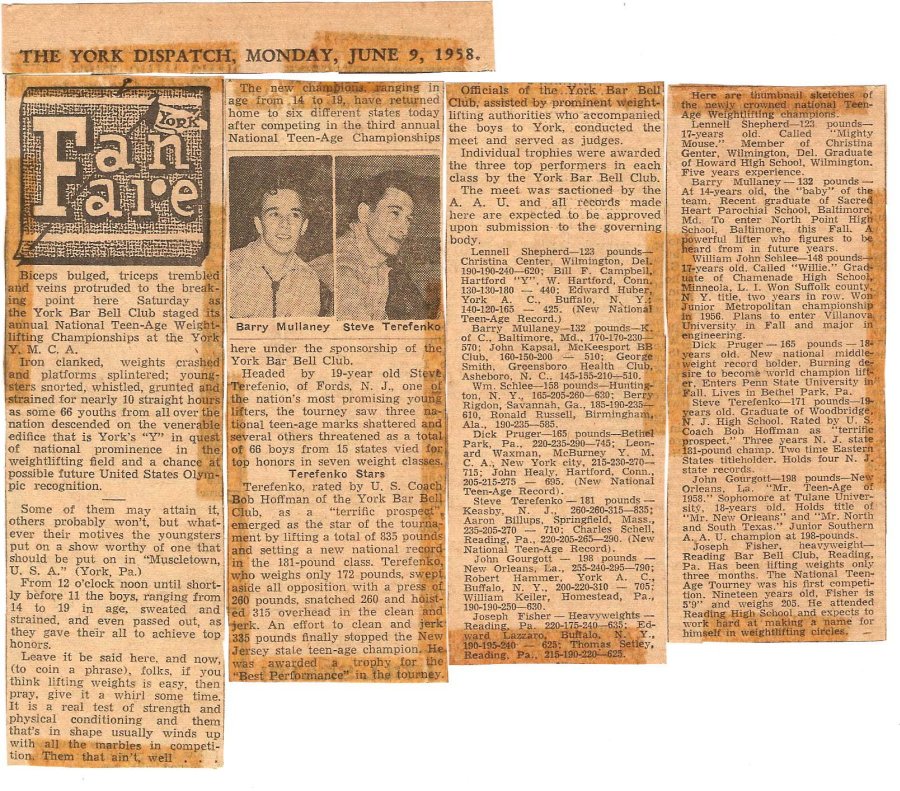 THE YORK DISPATCH, MONDAY, JUNE 9, 1958.
York
Fan
Fare
Biceps bulged, triceps trembled
and veins protruded to the break-
ing point here Saturday as
the York Bar Bell Club staged its
annual National Teen-Age Weight-
lifting Championships at the York
Y. M. C. A.
Iron clanked, weights crashed
and platforms splintered; young-
sters snorted, whistled, grunted and
strained for nearly 10 straight hours
as some 66 youths from all over the
nation descended on the venerable
edifice that is York's "Y" in quest
of national prominence in the
weightlifting field and a chance at
possible future United States Olym-
pic recognition.
Some of them may attain it,
others probably won't, but what-
ever their motives the youngsters
put on a show worthy of one that
should be put on in "Muscletown,
U. S. A." (York, Pa.)
From 12 o'clock noon until short-
ly before 11 the boys, ranging from
14 to 19 in age, sweated and
strained, and even passed out, as
they gave their all to achieve top
honors.
Leave it be said here, and now,
(to coin a phrase), folks, if you
think lifting weights is easy, then
pray, give it a whirl some time.
It is a real test of strength and
physical conditioning and them
that's in shape usually winds up
with all the marbles in competi-
tion. Them that ain't, well . . .
The new champions, ranging in
age from 14 to 19, have returned
home to six different states today
after competing in the third annual
National Teen-Age Championships
Barry Mullaney Steve Terefenko
here under the sponsorship of the
York Bar Bell Club.
Headed by 19-year old Steve
Terefenio, of Fords, N. J., one of
the nation's most promising young
lifters, the tourney saw three na-
tional teen-age marks shattered and
several others threatened as a total
of 66 boys from 15 states vied for
top honors in seven weight classes.
Terefenko Stars
Terefenko, rated by U. S. Coach
Bob Hoffman of the York Bar Bell
Club, as a "terrific prospect"
emerged as the star of the tourna-
ment by lifting a total of 835 pounds
and setting a new national record
in the 181-pound class. Terefenko,
who weighs only 172 pounds, swept
aside all opposition with a press of
260 pounds, snatched 260 and hoist-
ed 315 overhead in the clean and
jerk. An effort to clean and jerk
335 pounds finally stopped the New
Jersey stale teen-age champion. He
was awarded a trophy for the
"Best Performance" in the tourney.
Officials of the York Bar Bell
Club, assisted by prominent weight-
lifting authorities who accompanied
the boys to York, conducted the
meet and served as judges.
Individual trophies were awarded
the three top performers in each
class by the York Bar Bell Club.
The meet was sactioned by the
A. A. U. and all records made
here are expected to be approved
upon submission to the governing
body.
Lennell Shepherd—123 pounds—
Christina Center, Wilmington, Del.
190-190-240—620; Bill F. Campbell,
Hartford "Y" W. Hartford, Conn.
130-130-180 — 440; Edward Huber,
York A. C., Buffalo, N. Y.;
140-120-165 — 425. (New National
Teen-Age Record.)
Barry Mullaney—132 pounds—K.
of C., Baltimore, Md., 170-170-230—
570; John Kapsal, McKeesport BB
Club, 160-150-200 — 510; George
Smith, Greensboro Health Club,
Asheboro, N. C., 145-155-210—510.
Wm. Schlee—158 pounds—Hunting-
ton, N. Y., 165-205-260—630; Berry
Rigdon, Savannah, Ga., 185-190-235—
610, Ronald Russell, Birmingham,
Ala., 190-235—585.
Dick Pruger—165 pounds—Bethel
Park, Pa., 220-235-290—745; Leon-
ard Waxman, McBurney Y. M.
C. A., New York city, 215-230-270—
715; John Healy, Hartford, Conn.,
205-215-275 — 695. (New National
Teen-Age Record).
Steve Terefenko — 181 pounds —
Keasby, N. J., 260-260-315—835;
Aaron Billups, Springfield, Mass.,
235-205-270 — 710; Charles Schell,
Reading, Pa., 220-205-265—290. (New
National Teen-Age Record).
John Gourgott — 198 pounds —
New Orleans, La., 255-240-295—790;
Robert Hammer, York A. C.;
Buffalo, N. Y., 200-220-310 — 705;
William Keller, Homestead, Pa.,
190-190-250—630.
Joseph Fisher — Heavyweights —
Reading, Pa., 220-175-240—635; Ed-
ward Lazzaro, Buffalo, N. Y.,
190-195-240 — 625; Thomas Setley,
Reading, Pa., 215-190-220—625.
Here are thumbnail sketches of
the newly crowned national Teen-
Age Weightlifting champions.
Lennell Shepherd—123 pounds—
17-years old. Called "Mighty
Mouse." Member of Christina
Genter, Wilmington, Del. Graduate
of Howard High School, Wilmington.
Five years experience.
Barry Mullaney — 132 pounds —
At 14-years old, the "baby" of the
team. Recent graduate of Sacred
Heart Parochial School, Baltimore,
Md. To enter North Point High
School, Baltimore, this Fall. A
powerful lifter who figures to be
heard from in future years.
William John Sehlee—148 pounds—
17-years old. Called "Willie." Grad-
uate of Chamenade High School,
Minneola, L. I. Won Suffolk county,
N. Y. title, two years in row. Won
Junior Metropolitan championship
in 1956. Plans to enter Villanova
University in Fall and major in
engineering.
Dick Pruger — 165 pounds — 18-
years old. New national middle-
weight record holder. Burning de-
sire to become world champion lift-
er. Enters Penn State University in
Fall. Lives in Bethel Park, Pa.
Steve Terefenko—171 pounds—19-
years old. Graduate of Woodbridge,
N. J. High School. Rated by U. S.
Coach Bob Hoffman as "terrific
prospect." Three years N. J. state
181-pound champ. Two time Eastern
States titleholder. Holds four N. J.
state records.
John Gourgott—198 pounds—New
Orleans, La. "Mr. Teen-Age of
1958." Sophomore at Tulane Univer-
sity. 18-years old. Holds title of
"Mr. New Orleans" and "Mr. North
and South Texas." Junior Southern
A. A. U. champion at 198-pounds.
Joseph Fisher, heavyweight—
Reading Bar Bell Club, Reading,
Pa. Has been lifting weights only
three months. The National Teen-
Age Tourney was his first competi-
tion. Nineteen years old, Fisher is
5'9" and weighs 205. He attended
Reading High School and expects to
work hard at making a name for
himself in weightlifting circles. —